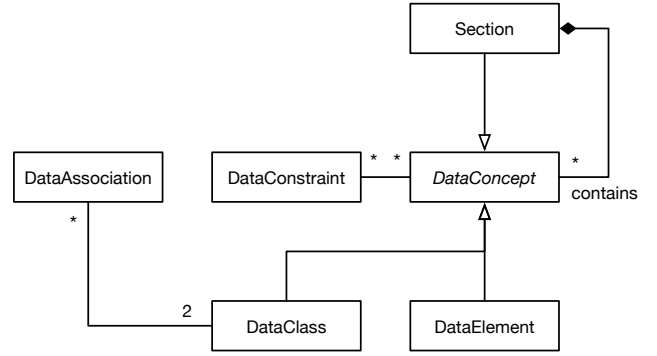 Section
DataAssociation
DataConstraint
* *
DataConcept
*
contains
*
2
DataClass
DataElement